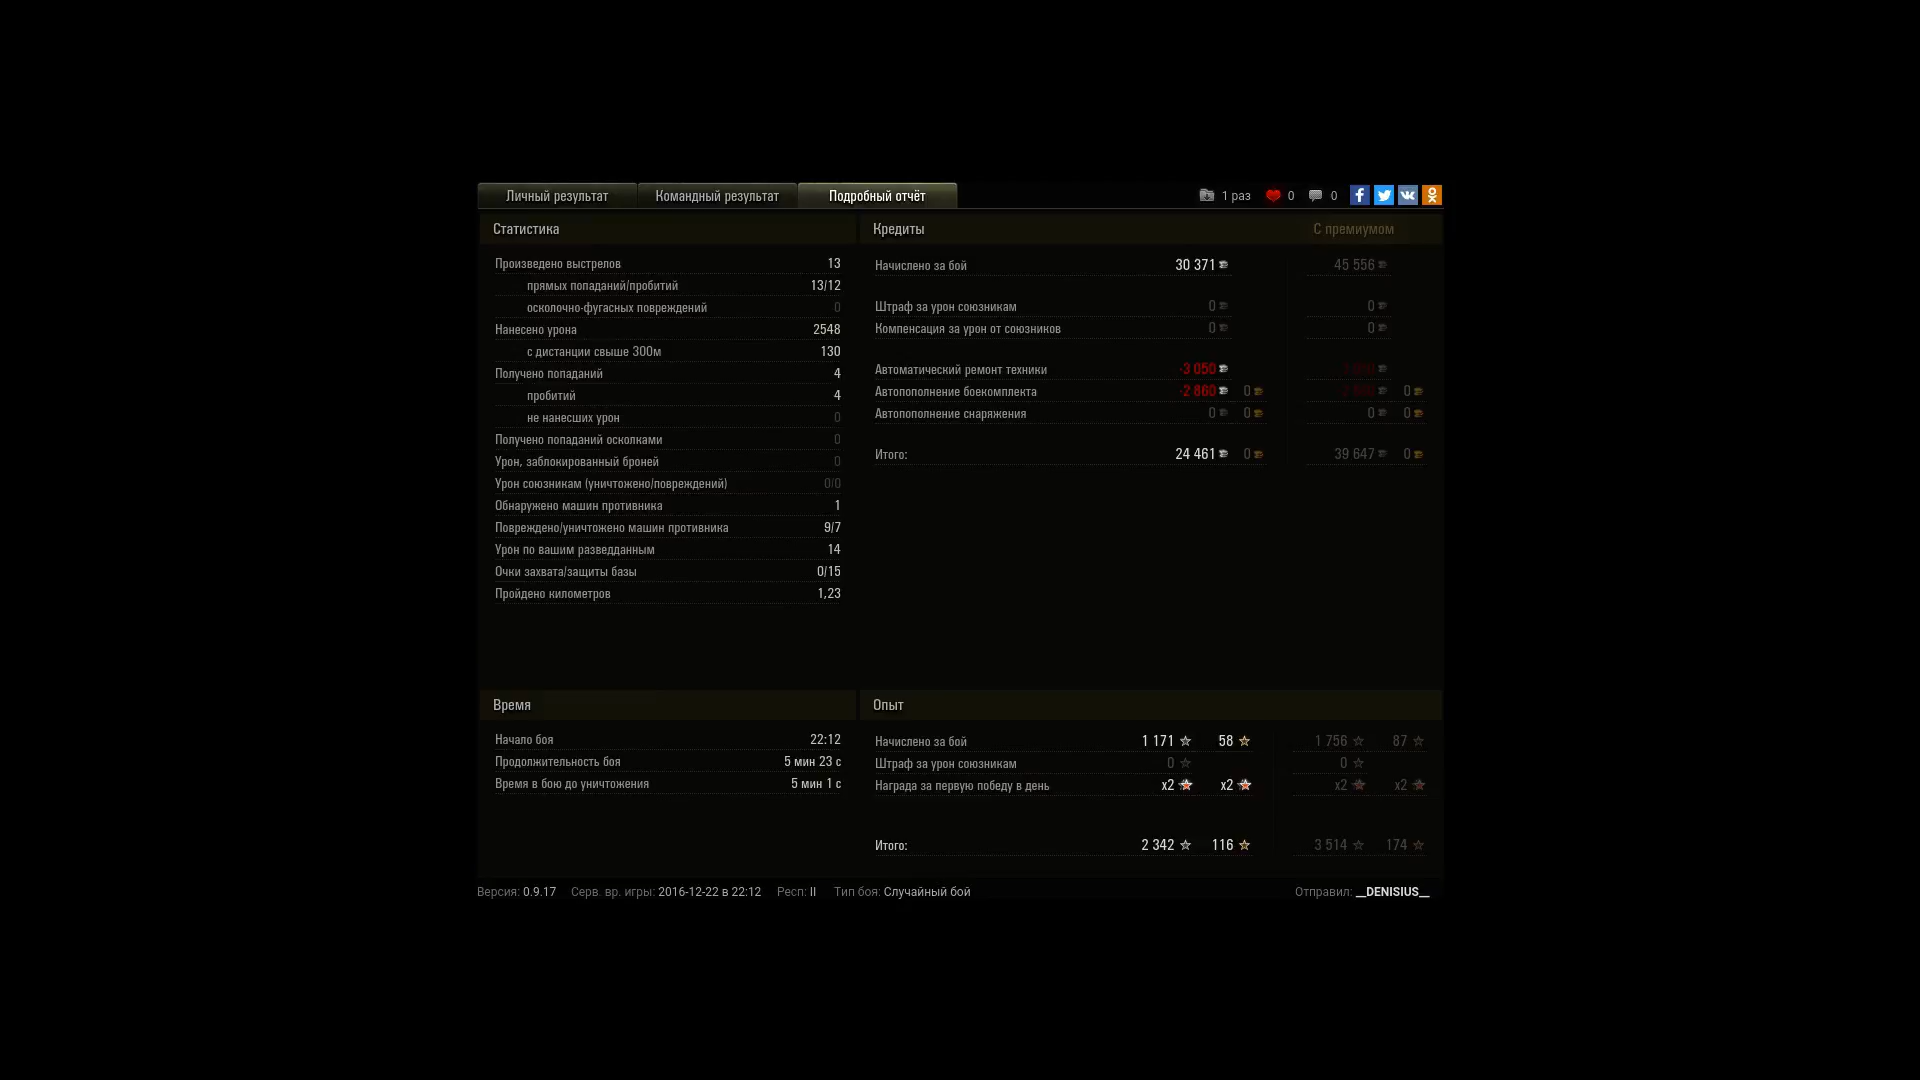 Личный результат Командный результат Подробный отчёт 1 раз 0 0
Статистика
Произведено выстрелов 13
прямых попаданий/пробитий 13/12
осколочно-фугасных повреждений 0
Нанесено урона 2548
с дистанции свыше 300м 130
Получено попаданий 4
пробитий 4
не нанесших урон 0
Получено попаданий осколками 0
Урон, заблокированный броней 0
Урон союзникам (уничтожено/повреждений) 0/0
Обнаружено машин противника 1
Повреждено/уничтожено машин противника 9/7
Урон по вашим разведданным 14
Очки захвата/защиты базы 0/15
Пройдено километров 1,23
Кредиты С премиумом
Начислено за бой 30 371 45 556
Штраф за урон союзникам 0 0
Компенсация за урон от союзников 0 0
Автоматический ремонт техники -3 050
Автопополнение боекомплекта -2 860 0 0
Автопополнение снаряжения 0 0 0 0
Итого: 24 461 0 39 647 0
Время
Начало боя 22:12
Продолжительность боя 5 мин 23 с
Время в бою до уничтожения 5 мин 1 с
Опыт
Начислено за бой 1 171 58 1 756 87
Штраф за урон союзникам 0 0
Награда за первую победу в день x2 x2 x2 x2
Итого: 2 342 116 3 514 174
Версия: 0.9.17 Серв. вр. игры: 2016-12-22 в 22:12 Респ: II Тип боя: Случайный бой Отправил: __DENISIUS__